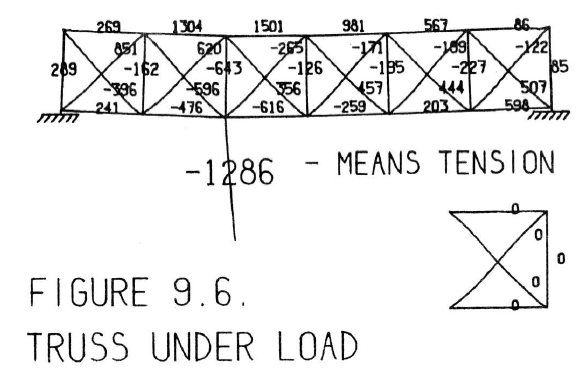 269 1304 1501 981 567 86
851 620 -265 -171 -189 -122
289 -162 -643 -126 -195 -227 85
-396 -596 356 457 444 507
241 -476 -616 -259 203 598
-1286 - MEANS TENSION
0
0
0
0
0
FIGURE 9.6.
TRUSS UNDER LOAD